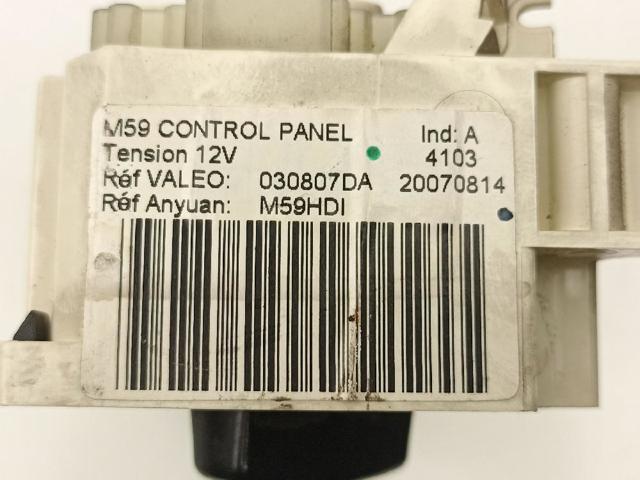 M59 CONTROL PANEL Ind: A
Tension 12V 4103
Réf VALEO: 030807DA 20070814
Réf Anyuan: M59HDI